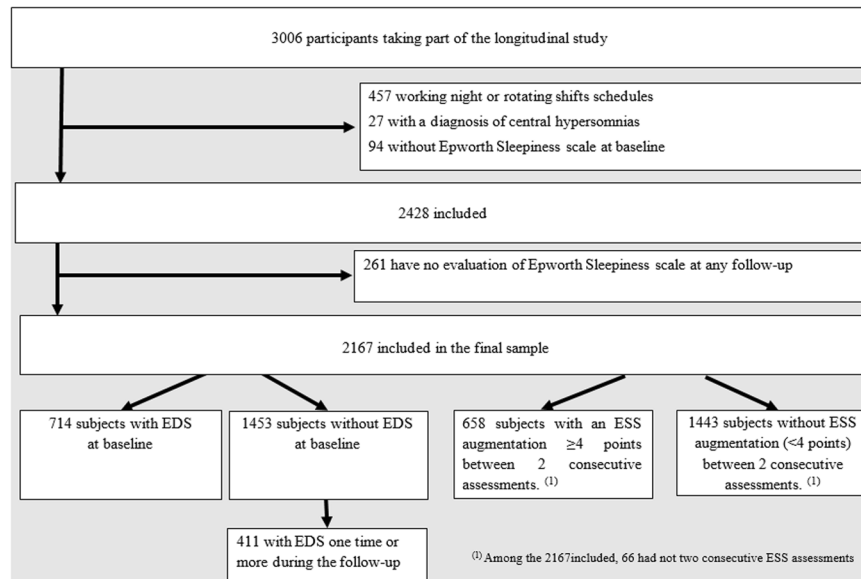 3006 participants taking part of the longitudinal study
457 working night or rotating shifts schedules
27 with a diagnosis of central hypersomnias
94 without Epworth Sleepiness scale at baseline
2428 included
261 have no evaluation of Epworth Sleepiness scale at any follow-up
2167 included in the final sample
714 subjects with EDS
at baseline
1453 subjects without EDS
at baseline
658 subjects with an ESS
augmentation ≥4 points
between 2 consecutive
assessments. (1)
1443 subjects without ESS
augmentation (<4 points)
between 2 consecutive
assessments. (1)
411 with EDS one time or
more during the follow-up
(1) Among the 2167included, 66 had not two consecutive ESS assessments